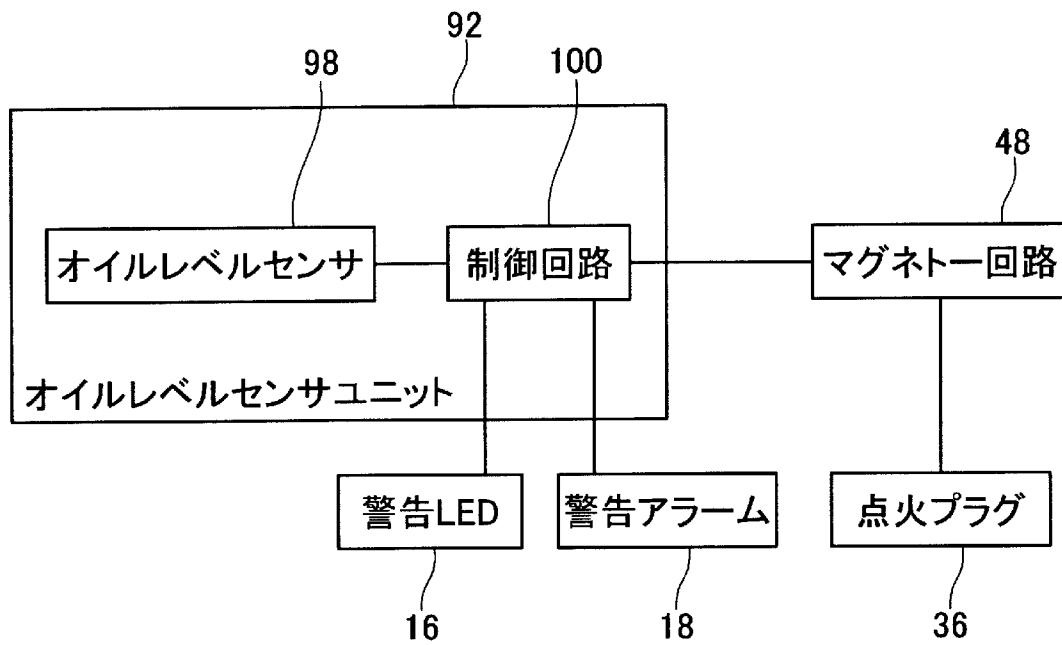 92
98
100
48
オイルレベルセンサ
制御回路
マグネトー回路
オイルレベルセンサユニット
警告LED
警告アラーム
点火プラグ
16
18
36